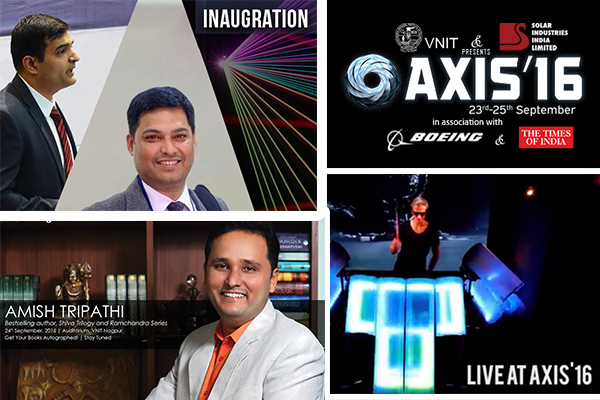 INAUGRATION
VNIT &
PRESENTS
SOLAR
INDUSTRIES
INDIA
LIMITED
AXIS'16
23rd-25th September
in association with
BOEING & THE TIMES
OF INDIA
AMISH TRIPATHI
Bestselling author, Shiva Trilogy and Ramchandra Series
24th September, 2016 | Auditorium, VNIT Nagpur
Get Your Books Autographed! | Stay Tuned
LIVE AT AXIS'16